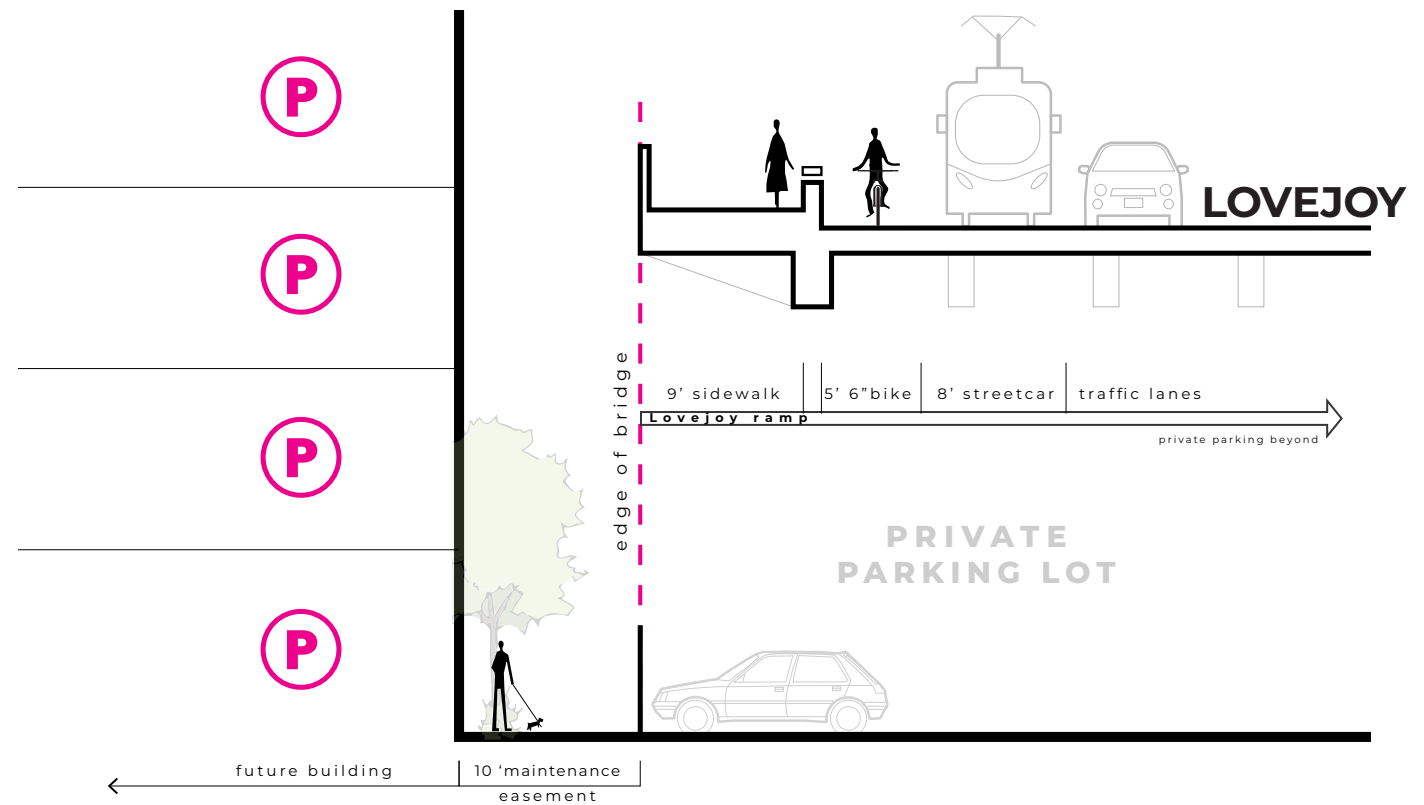 P
P
P
P
LOVEJOY
edge of bridge
9’ sidewalk
5’ 6”bike
8’ streetcar
traffic lanes
Lovejoy ramp
private parking beyond
PRIVATE
PARKING LOT
future building
10 ‘maintenance
easement